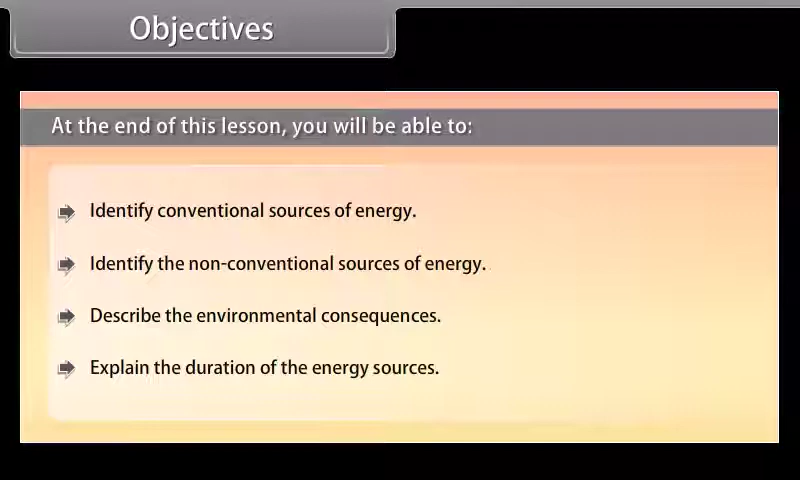 Objectives
At the end of this lesson, you will be able to:
Identify conventional sources of energy.
Identify the non-conventional sources of energy.
Describe the environmental consequences.
Explain the duration of the energy sources.